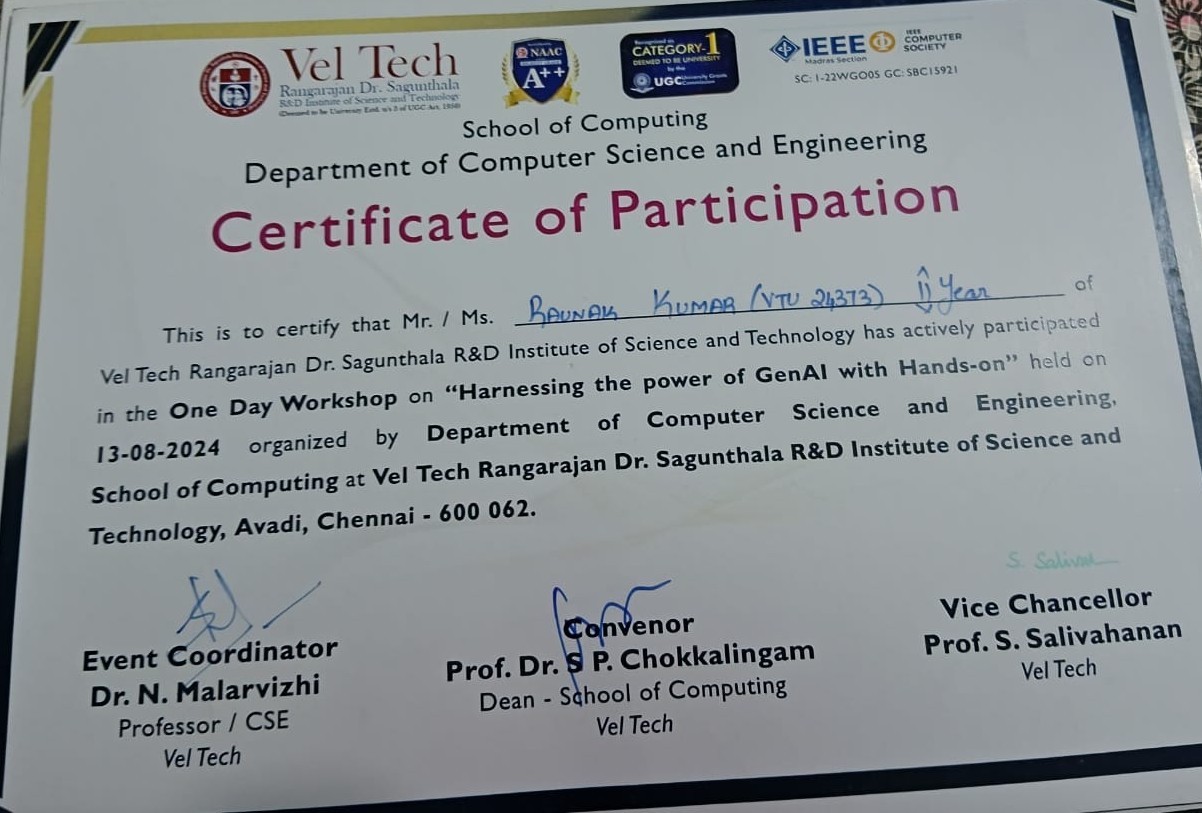 Vel Tech
Rangarajan Dr. Sagunthala
R&D Institute of Science and Technology
(Deemed to be University Estd. u/s 3 of UGC Act, 1956)
NAAC
A++
CATEGORY-1
DEEMED TO BE UNIVERSITY
by the
UGC University Grants Commission
IEEE
Madras Section
IEEE
COMPUTER
SOCIETY
SC: 1-22WGO0S GC: SBC15921
School of Computing
Department of Computer Science and Engineering
Certificate of Participation
This is to certify that Mr. / Ms. RAUNAK KUMAR (VTU 24373) II Year of
Vel Tech Rangarajan Dr. Sagunthala R&D Institute of Science and Technology has actively participated
in the One Day Workshop on “Harnessing the power of GenAI with Hands-on” held on
13-08-2024 organized by Department of Computer Science and Engineering,
School of Computing at Vel Tech Rangarajan Dr. Sagunthala R&D Institute of Science and
Technology, Avadi, Chennai - 600 062.
Event Coordinator
Dr. N. Malarvizhi
Professor / CSE
Vel Tech
Convenor
Prof. Dr. S P. Chokkalingam
Dean - School of Computing
Vel Tech
Vice Chancellor
Prof. S. Salivahanan
Vel Tech